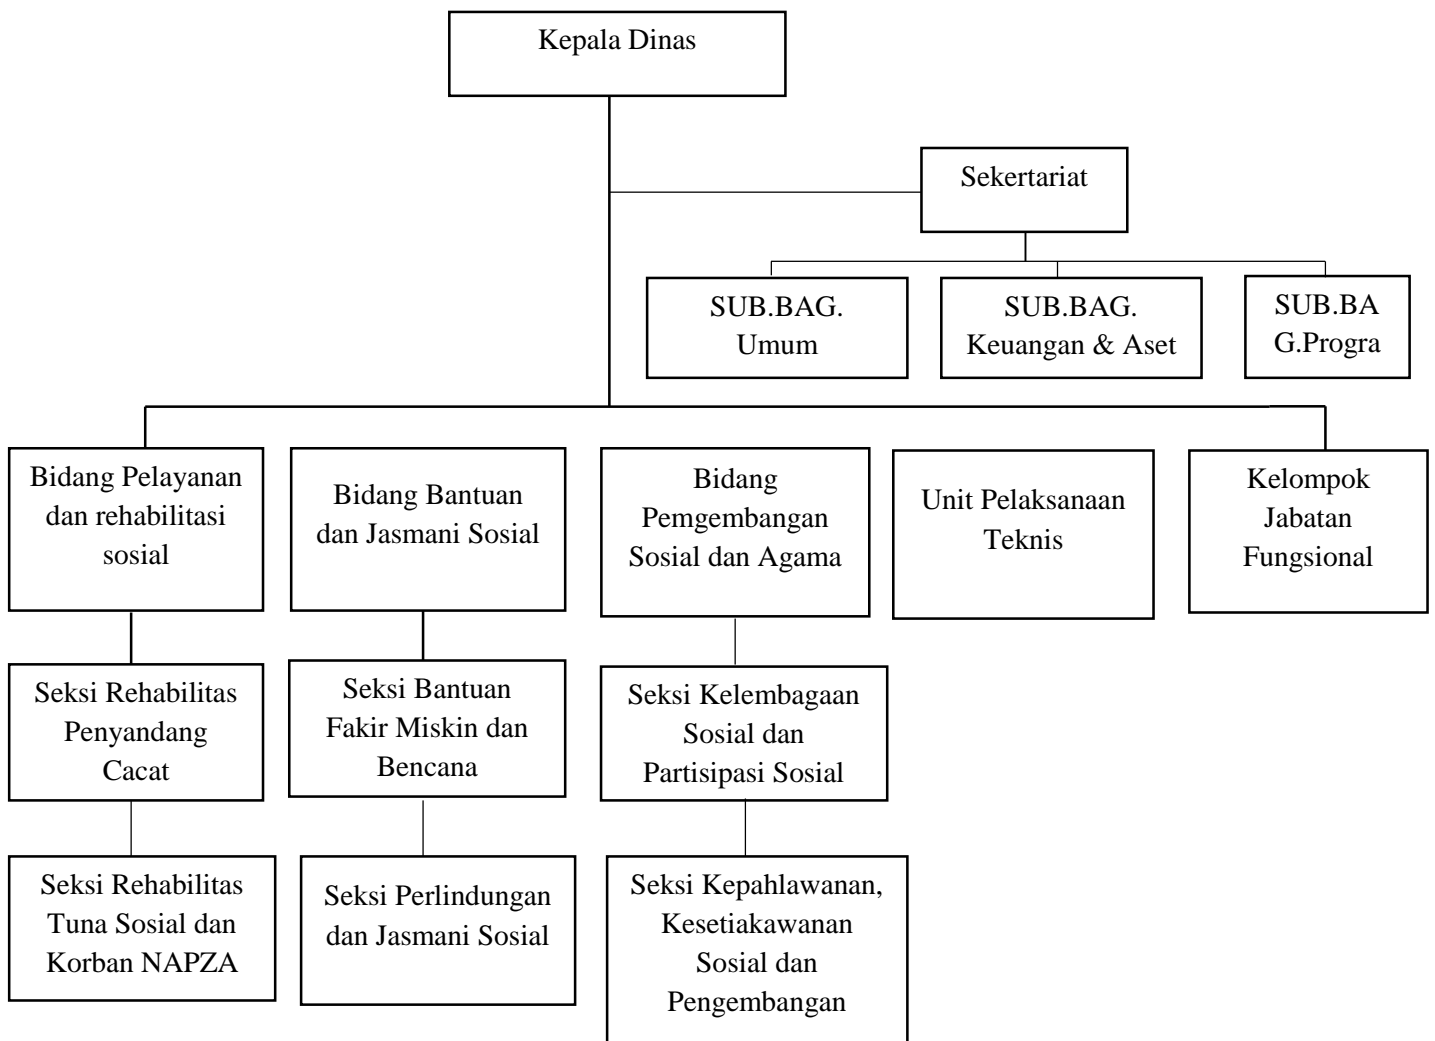 Kepala Dinas
Sekertariat
SUB.BAG.
Umum
SUB.BAG.
Keuangan & Aset
SUB.BA
G.Progra
Bidang Pelayanan
dan rehabilitasi
sosial
Bidang Bantuan
dan Jasmani Sosial
Bidang
Pemgembangan
Sosial dan Agama
Unit Pelaksanaan
Teknis
Kelompok
Jabatan
Fungsional
Seksi Rehabilitas
Penyandang
Cacat
Seksi Bantuan
Fakir Miskin dan
Bencana
Seksi Kelembagaan
Sosial dan
Partisipasi Sosial
Seksi Rehabilitas
Tuna Sosial dan
Korban NAPZA
Seksi Perlindungan
dan Jasmani Sosial
Seksi Kepahlawanan,
Kesetiakawanan
Sosial dan
Pengembangan